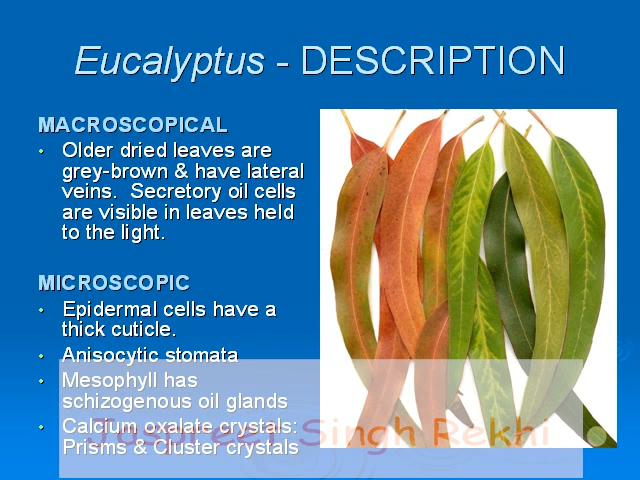 Eucalyptus - DESCRIPTION
MACROSCOPICAL
• Older dried leaves are
grey-brown & have lateral
veins. Secretory oil cells
are visible in leaves held
to the light.
MICROSCOPIC
• Epidermal cells have a
thick cuticle.
• Anisocytic stomata
• Mesophyll has
schizogenous oil glands
• Calcium oxalate crystals:
Prisms & Cluster crystals
Jaspreet Singh Rekhi